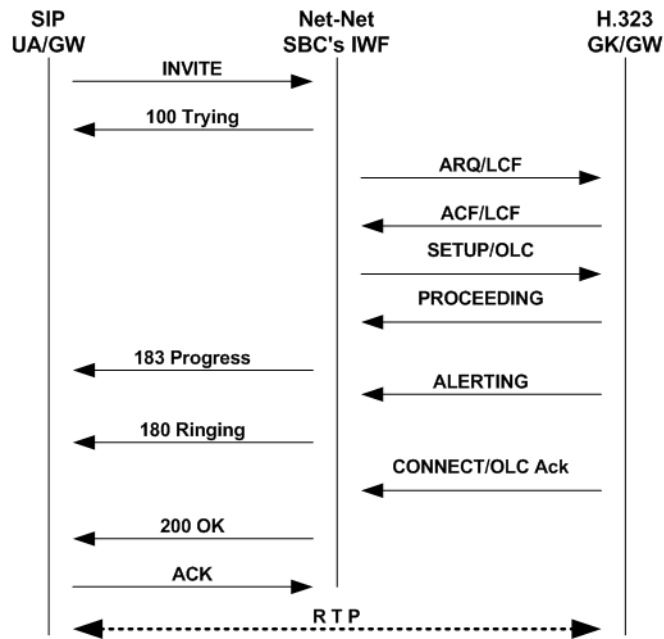 SIP
UA/GW
Net-Net
SBC's IWF
H.323
GK/GW
INVITE
100 Trying
ARQ/LCF
ACF/LCF
SETUP/OLC
PROCEEDING
183 Progress
ALERTING
180 Ringing
CONNECT/OLC Ack
200 OK
ACK
R T P